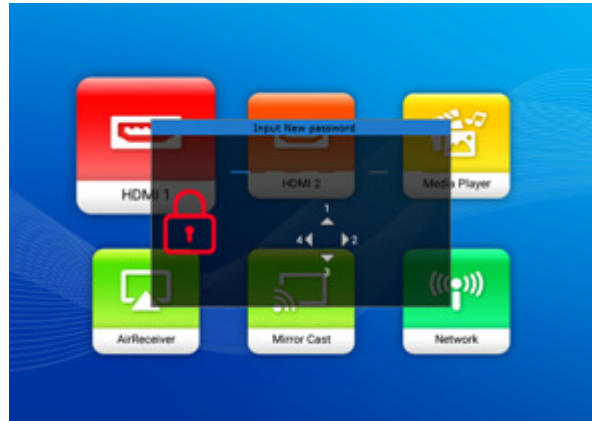 Input New password
HDMI 1
HDMI 2
Media Player
1
4
2
3
AirReceiver
Mirror Cast
Network